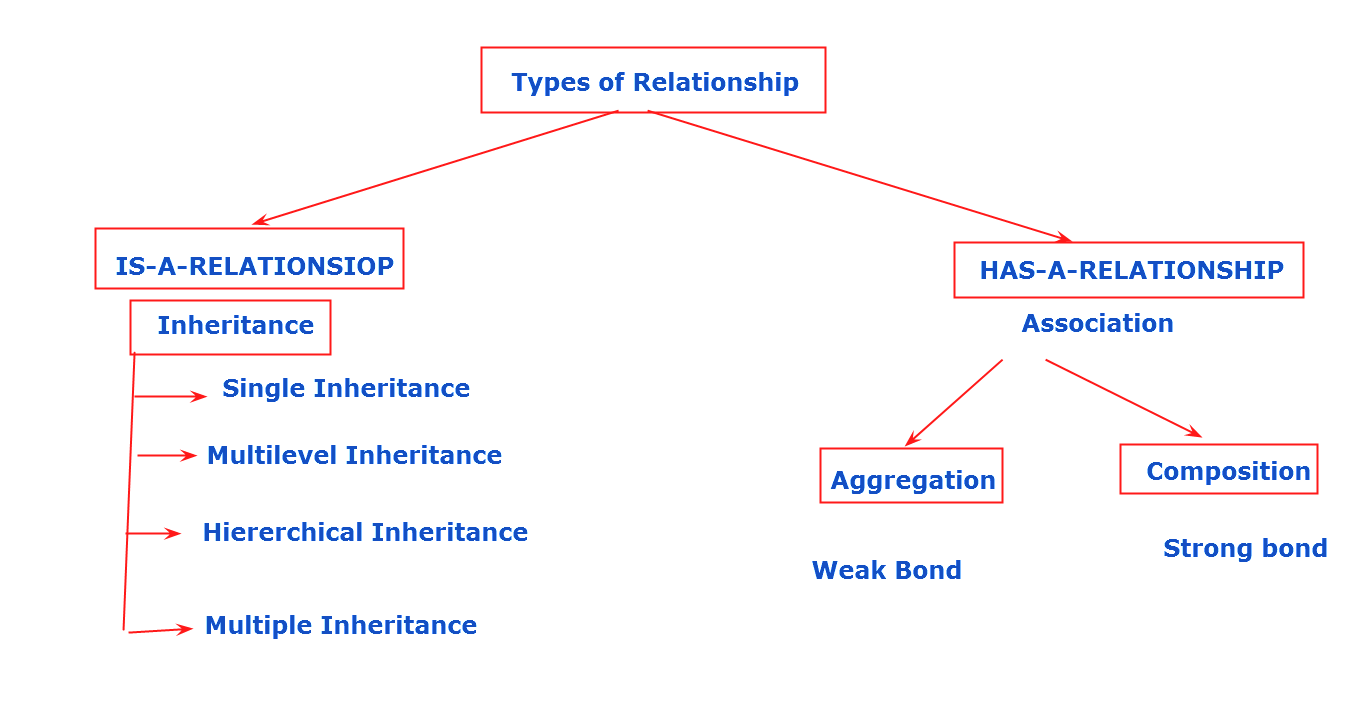 Types of Relationship
IS-A-RELATIONSIOP
Inheritance
Single Inheritance
Multilevel Inheritance
Hiererchical Inheritance
Multiple Inheritance
HAS-A-RELATIONSHIP
Association
Aggregation
Weak Bond
Composition
Strong bond